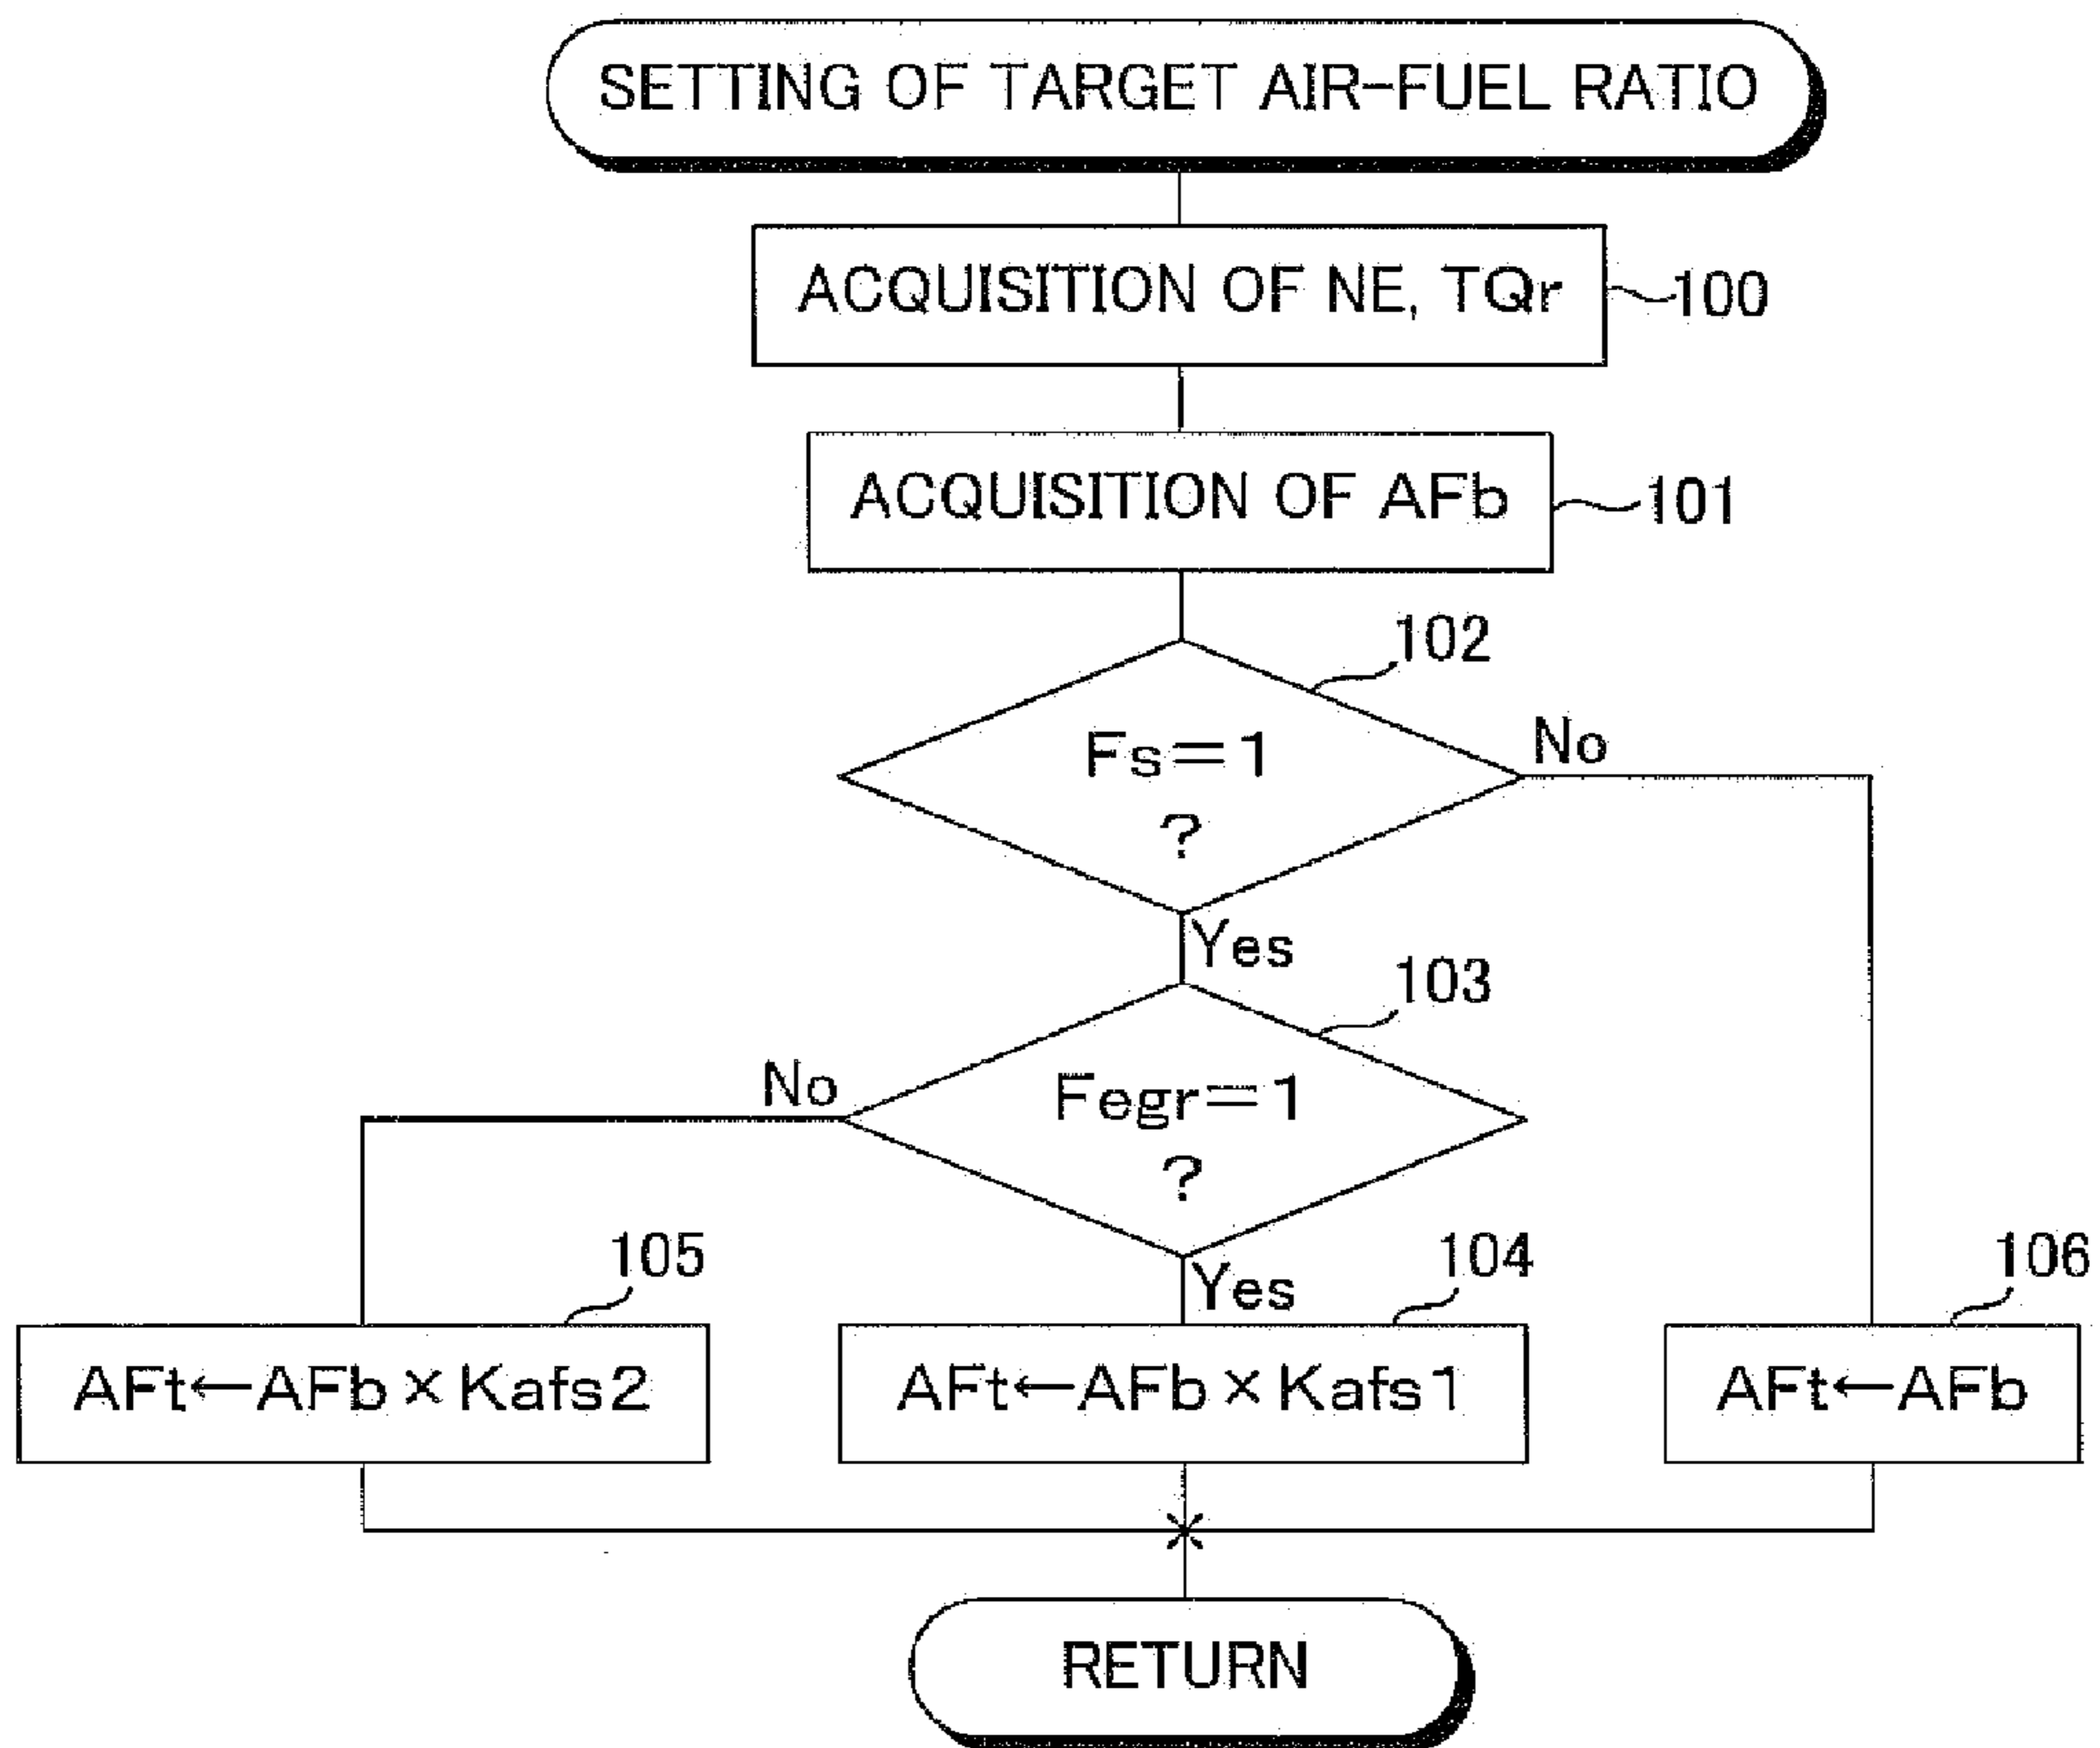 SETTING OF TARGET AIR-FUEL RATIO
ACQUISITION OF NE, TQr
100
ACQUISITION OF AFb
101
102
Fs=1
?
No
Yes
103
Fegr=1
?
No
Yes
105
104
106
AFt←AFb×Kafs2
AFt←AFb×Kafs1
AFt←AFb
RETURN